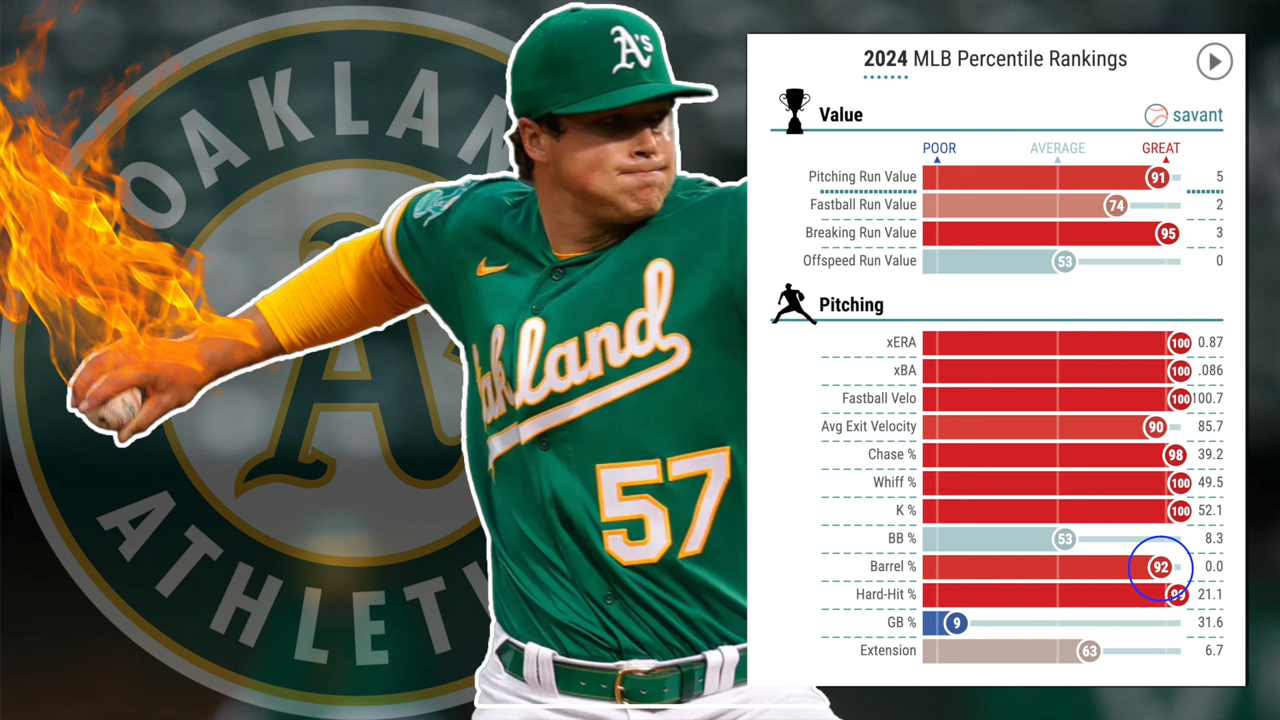 OAKLAND
ATHLETI
A
A's
Oakland
57
2024 MLB Percentile Rankings
Value
savant
POOR AVERAGE GREAT
Pitching Run Value 91 5
Fastball Run Value 74 2
Breaking Run Value 95 3
Offspeed Run Value 53 0
Pitching
xERA 100 0.87
xBA 100 .086
Fastball Velo 100 100.7
Avg Exit Velocity 90 85.7
Chase % 98 39.2
Whiff % 100 49.5
K % 100 52.1
BB % 53 8.3
Barrel % 92 0.0
Hard-Hit % 99 21.1
GB % 9 31.6
Extension 63 6.7